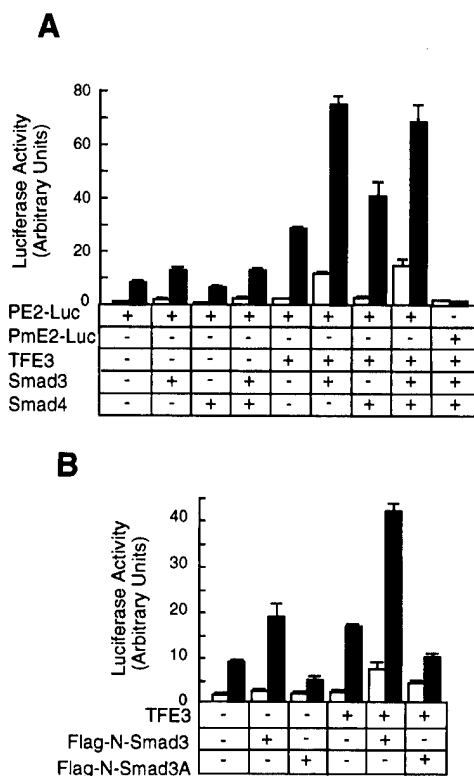 A
Luciferase Activity
(Arbitrary Units)
80
60
40
20
0
PE2-Luc + + + + + + + + -
PmE2-Luc - - - - - - - - +
TFE3 - - - - + + + + +
Smad3 - + - + - + - + +
Smad4 - - + + - - + + +
B
Luciferase Activity
(Arbitrary Units)
40
30
20
10
0
TFE3 - - - + + +
Flag-N-Smad3 - + - - + -
Flag-N-Smad3A - - + - - +